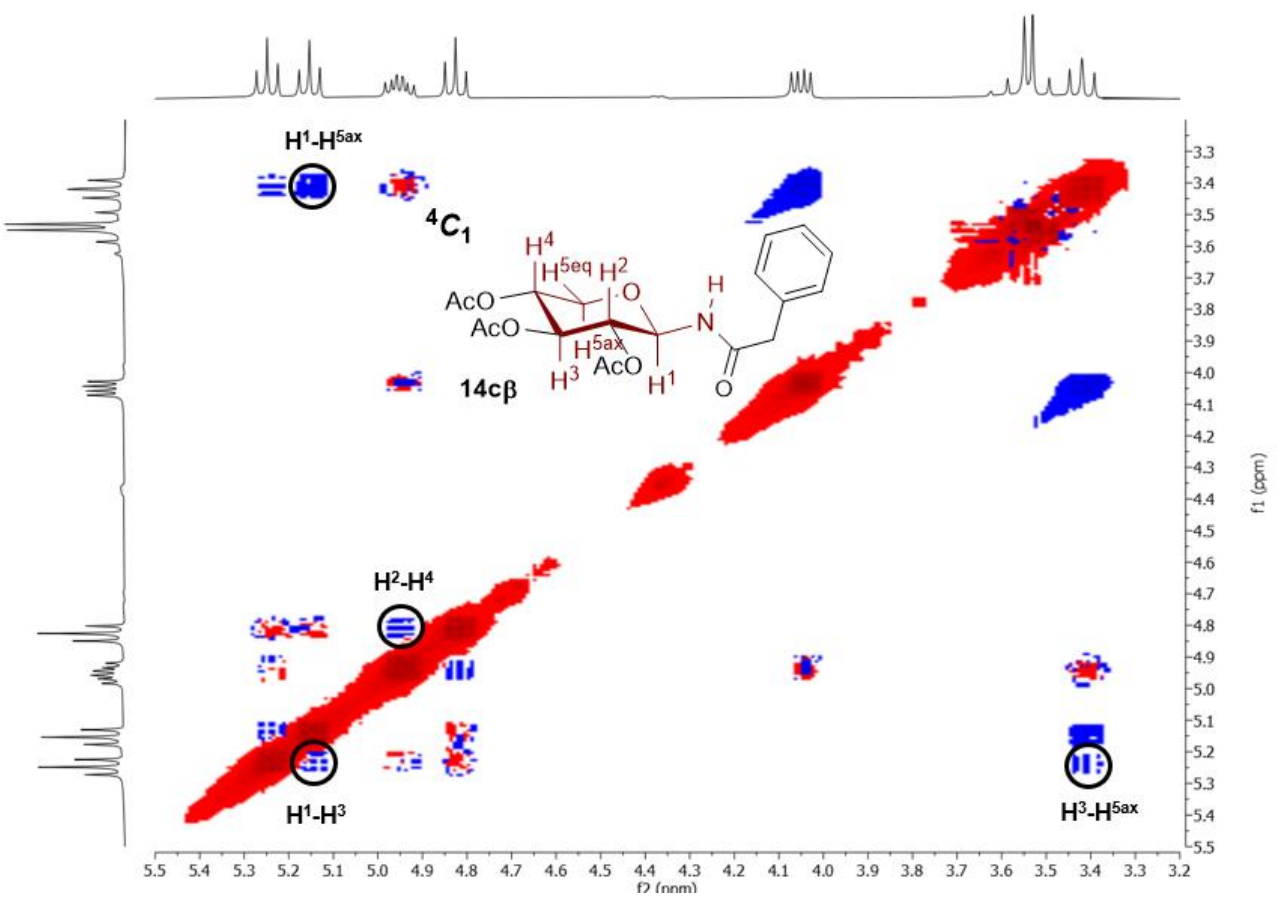 H1-H5ax
4C1
H4
H5eq
H2
O
H
AcO
N
AcO
H5ax
AcO
H3
H1
O
14cβ
H2-H4
H1-H3
H3-H5ax
3.3
3.4
3.5
3.6
3.7
3.8
3.9
4.0
4.1
4.2
4.3
4.4
4.5
4.6
4.7
4.8
4.9
5.0
5.1
5.2
5.3
5.4
5.5
f1 (ppm)
5.5 5.4 5.3 5.2 5.1 5.0 4.9 4.8 4.7 4.6 4.5 4.4 4.3 4.2 4.1 4.0 3.9 3.8 3.7 3.6 3.5 3.4 3.3 3.2
f2 (ppm)